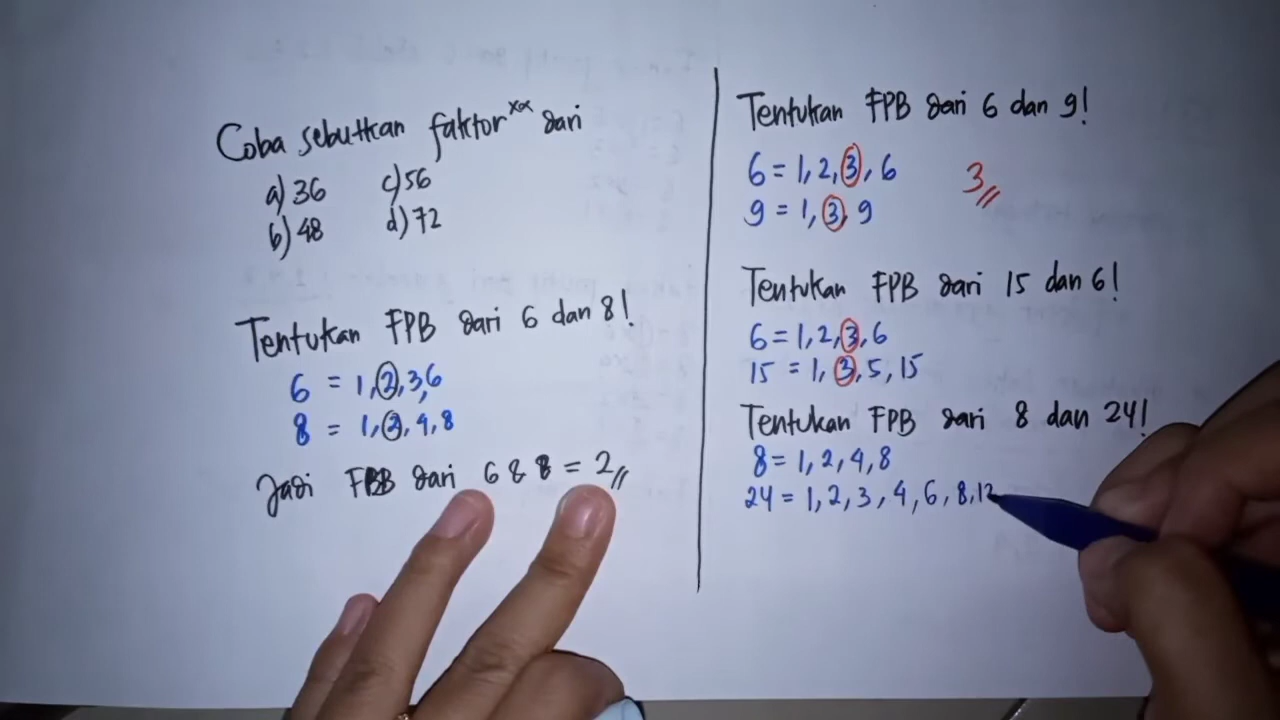 Coba sebutkan faktor xx dari
a) 36 c) 56
b) 48 d) 72
Tentukan FPB dari 6 dan 8!
6 = 1, 2, 3, 6
8 = 1, 2, 4, 8
Jadi FBB dari 6 & 8 = 2
Tentukan FPB dari 6 dan 9!
6 = 1, 2, 3, 6
9 = 1, 3, 9
3
Tentukan FPB dari 15 dan 6!
6 = 1, 2, 3, 6
15 = 1, 3, 5, 15
Tentukan FPB dari 8 dan 24!
8 = 1, 2, 4, 8
24 = 1, 2, 3, 4, 6, 8, 12